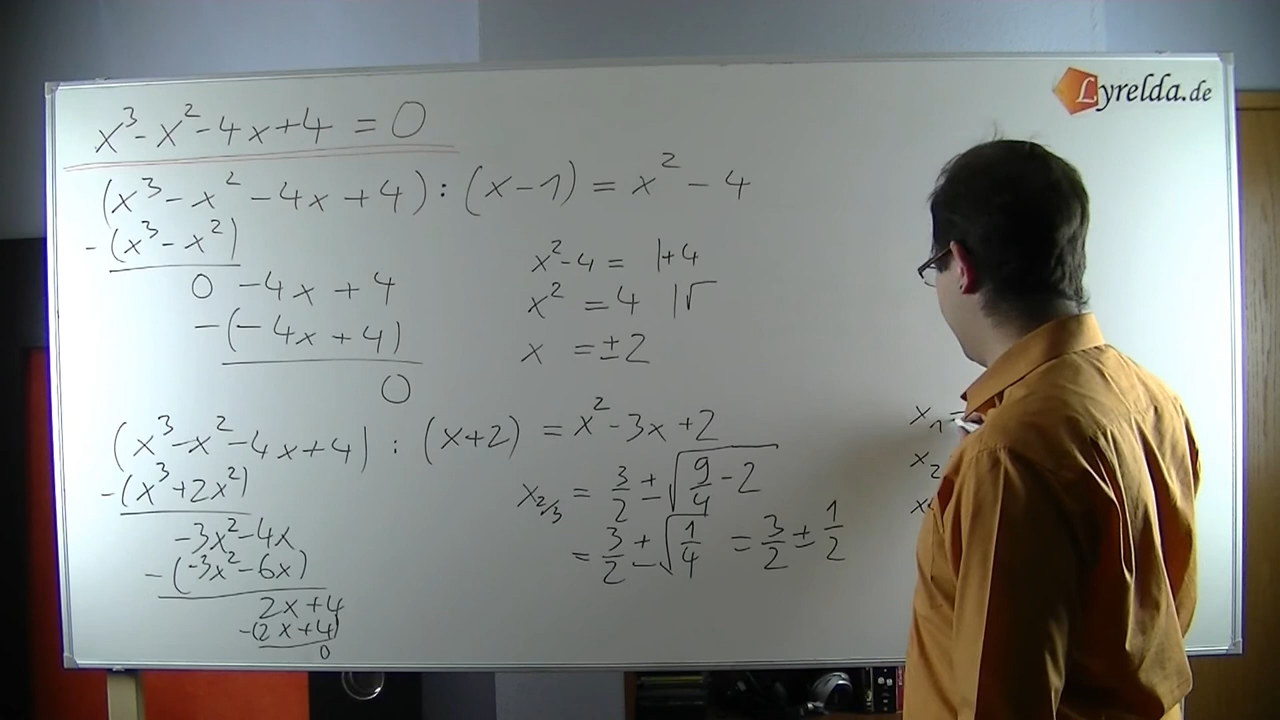 Lyrelda.de
x³-x²-4x+4 = 0
(x³-x²-4x+4):(x-1) = x²-4
-(x³-x²)
0 -4x+4
-(-4x+4)
0
x²-4= |+4
x² = 4 |√
x = ±2
(x³-x²-4x+4) : (x+2) = x²-3x+2
-(x³+2x²)
-3x²-4x
-(-3x²-6x)
2x+4
-(2x+4)
0
x₂/₃ = 3/2 ± √(9/4 - 2)
= 3/2 ± √(1/4) = 3/2 ± 1/2
x₁ =
x₂